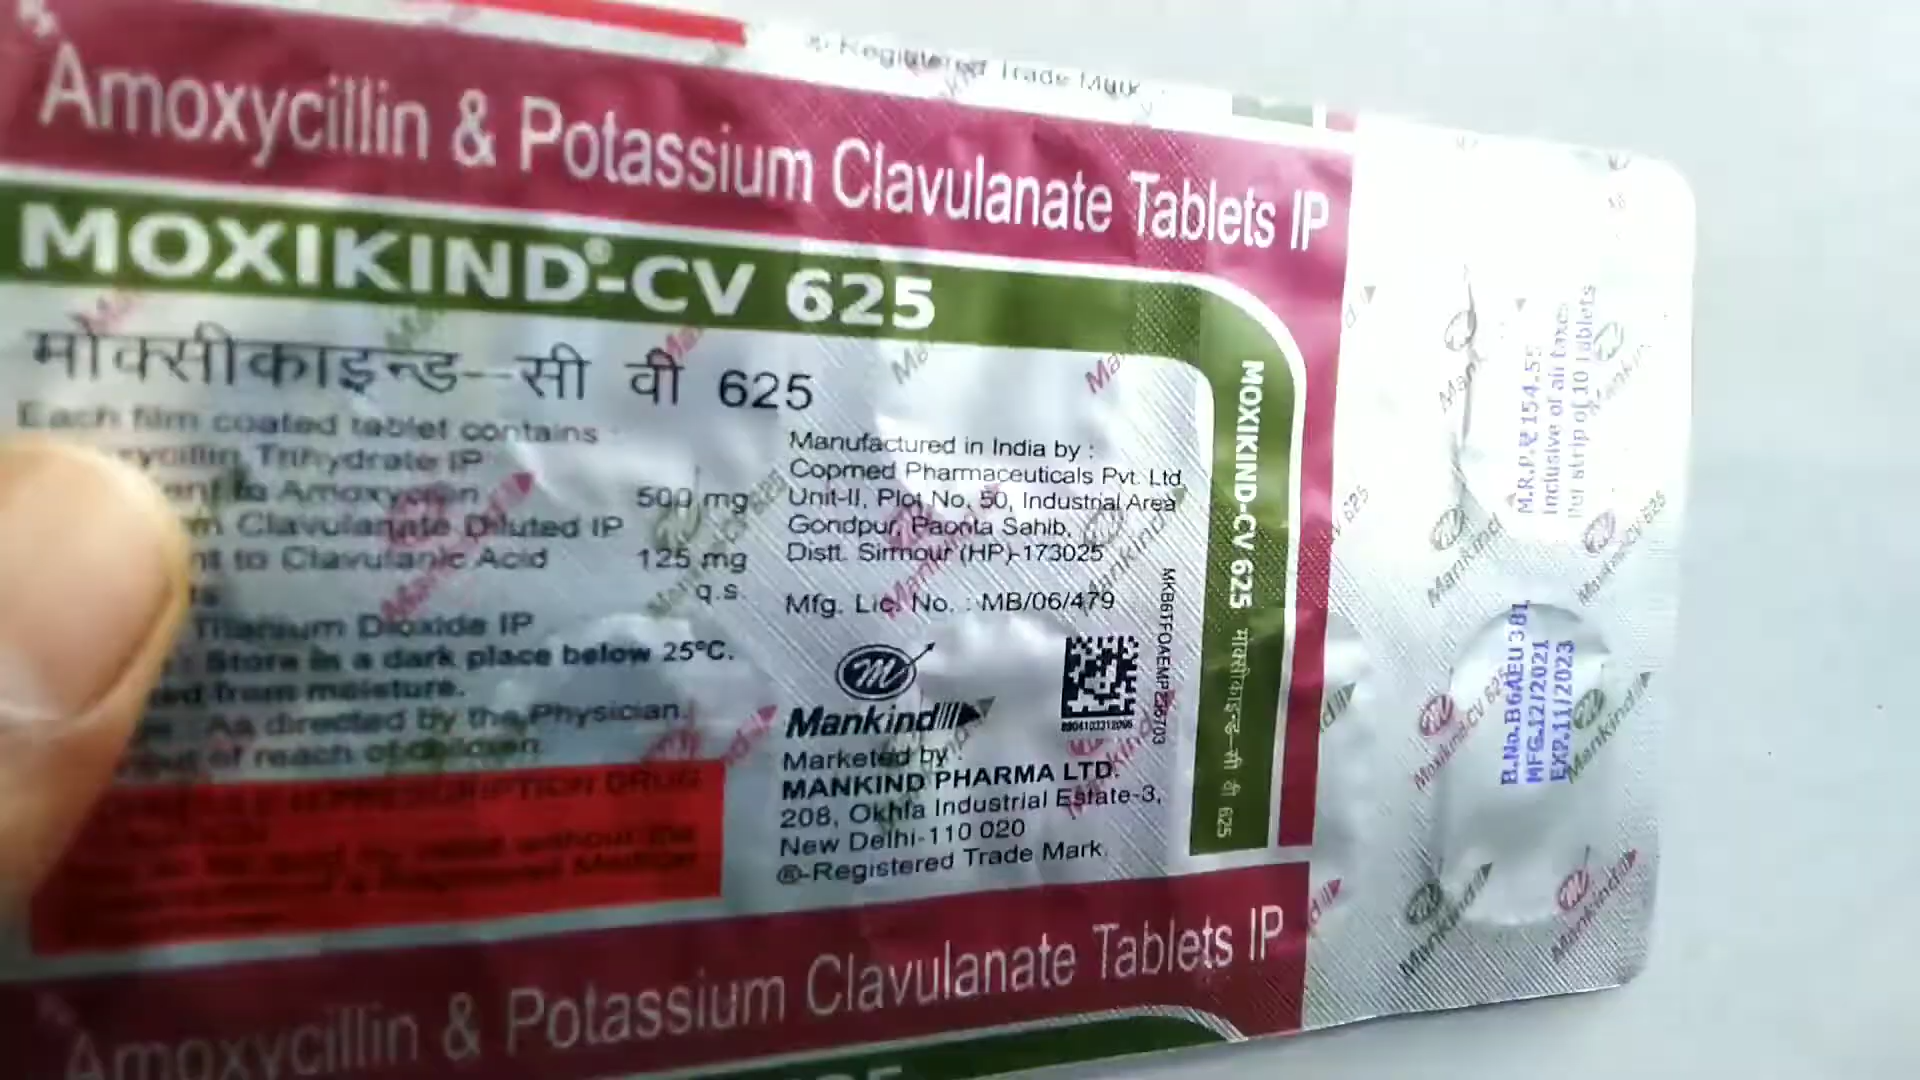 ® Registered Trade Mark
Amoxycillin & Potassium Clavulanate Tablets IP
MOXIKIND®-CV 625
मोक्सीकाइन्ड–सी वी 625
Each film coated tablet contains
Trihydrate IP
to Amoxycillin 500 mg
Clavulanate Diluted IP
to Clavulanic Acid 125 mg
q.s.
Titanium Dioxide IP
: Store in a dark place below 25°C.
from moisture.
: As directed by the Physician.
out of reach of children.
Manufactured in India by :
Copmed Pharmaceuticals Pvt. Ltd.
Unit-II, Plot No. 50, Industrial Area
Gondpur, Paonta Sahib,
Distt. Sirmour (HP)-173025
Mfg. Lic. No. : MB/06/479
Mankind
Marketed by
MANKIND PHARMA LTD.
208, Okhla Industrial Estate-3,
New Delhi-110 020
®-Registered Trade Mark.
MOXIKIND-CV 625 मोक्सीकाइन्ड–सी वी 625
M.R.P.₹154.55
Inclusive of all taxes
Per strip of 10 Tablets
B.No.B6AEU381
MFG.12/2021
EXP.11/2023
Amoxycillin & Potassium Clavulanate Tablets IP